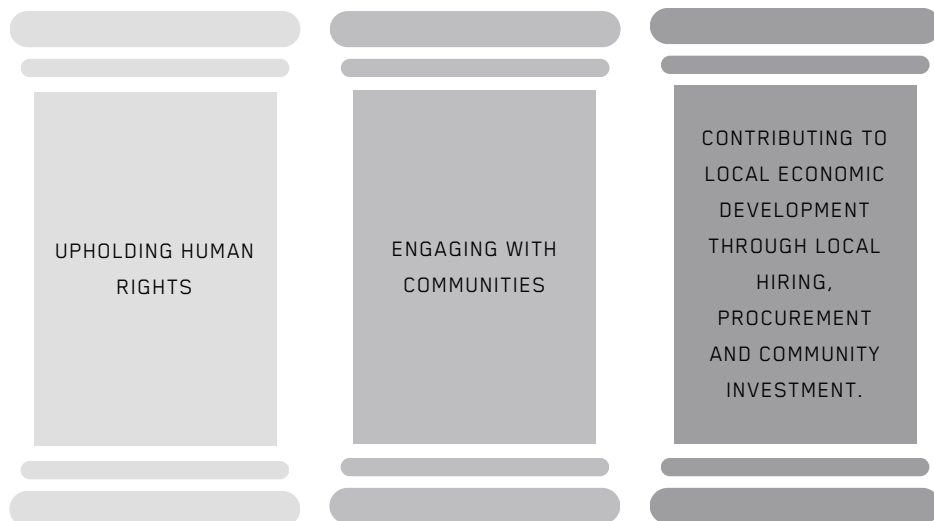 UPHOLDING HUMAN
RIGHTS
ENGAGING WITH
COMMUNITIES
CONTRIBUTING TO
LOCAL ECONOMIC
DEVELOPMENT
THROUGH LOCAL
HIRING,
PROCUREMENT
AND COMMUNITY
INVESTMENT.